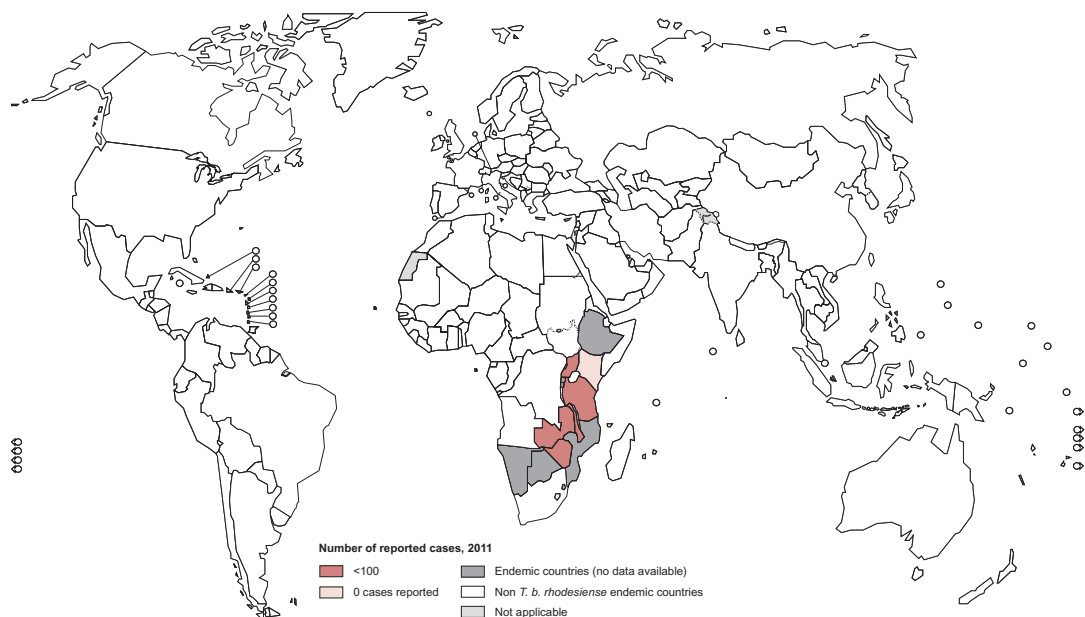 Number of reported cases, 2011
<100
0 cases reported
Endemic countries (no data available)
Non T. b. rhodesiense endemic countries
Not applicable